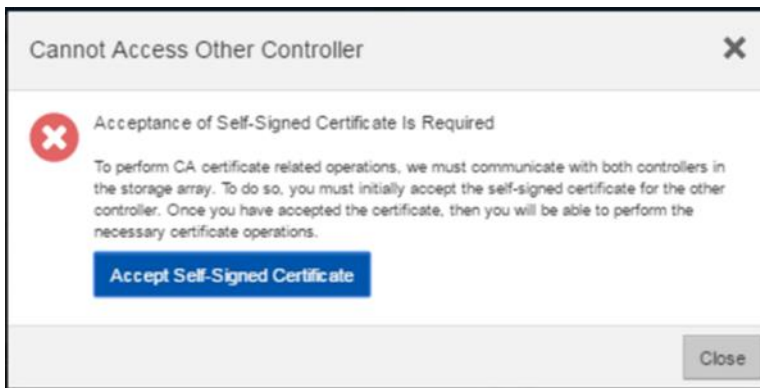 Cannot Access Other Controller
Acceptance of Self-Signed Certificate Is Required
To perform CA certificate related operations, we must communicate with both controllers in
the storage array. To do so, you must initially accept the self-signed certificate for the other
controller. Once you have accepted the certificate, then you will be able to perform the
necessary certificate operations.
Accept Self-Signed Certificate
Close